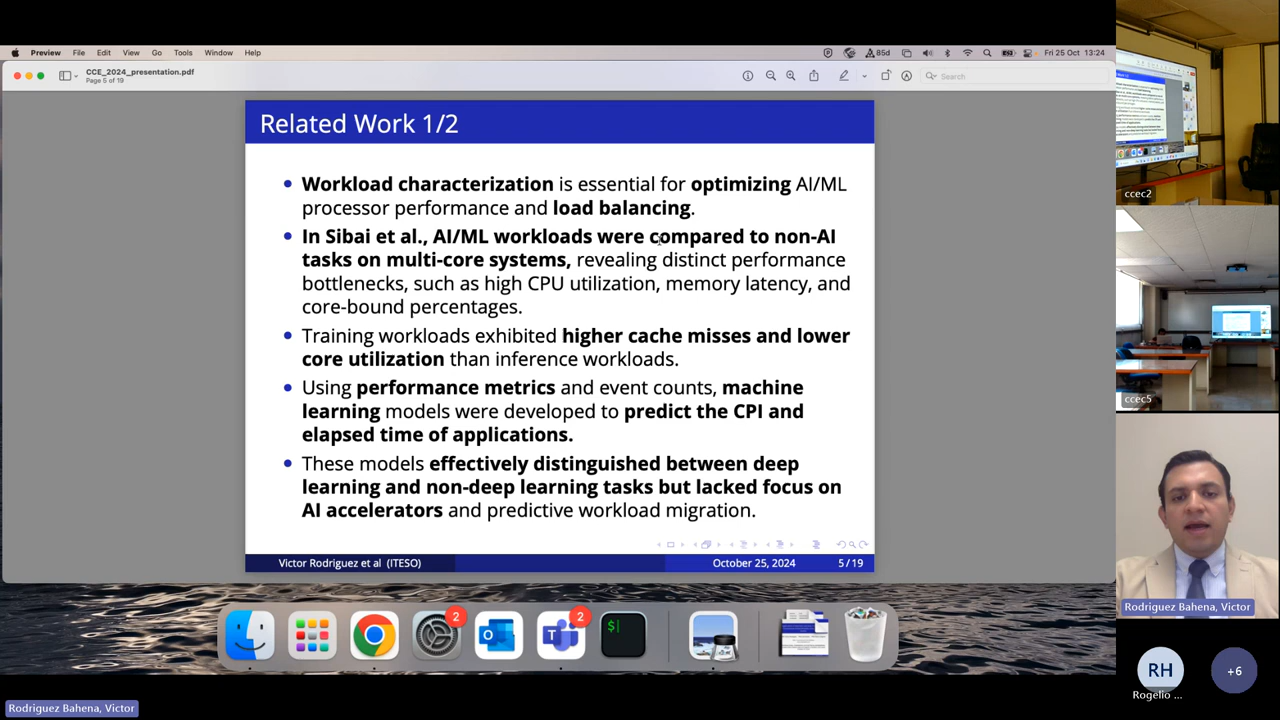 Preview File Edit View Go Tools Window Help
85d Fri 25 Oct 13:24
CCE_2024_presentation.pdf
Page 5 of 19
Search
Related Work 1/2
Workload characterization is essential for optimizing AI/ML
processor performance and load balancing.
In Sibai et al., AI/ML workloads were compared to non-AI
tasks on multi-core systems, revealing distinct performance
bottlenecks, such as high CPU utilization, memory latency, and
core-bound percentages.
Training workloads exhibited higher cache misses and lower
core utilization than inference workloads.
Using performance metrics and event counts, machine
learning models were developed to predict the CPI and
elapsed time of applications.
These models effectively distinguished between deep
learning and non-deep learning tasks but lacked focus on
AI accelerators and predictive workload migration.
Victor Rodriguez et al (ITESO) October 25, 2024 5/19
2
2
$
ccec2
ccec5
Rodriguez Bahena, Victor
RH
Rogelio ...
+6
Rodriguez Bahena, Victor